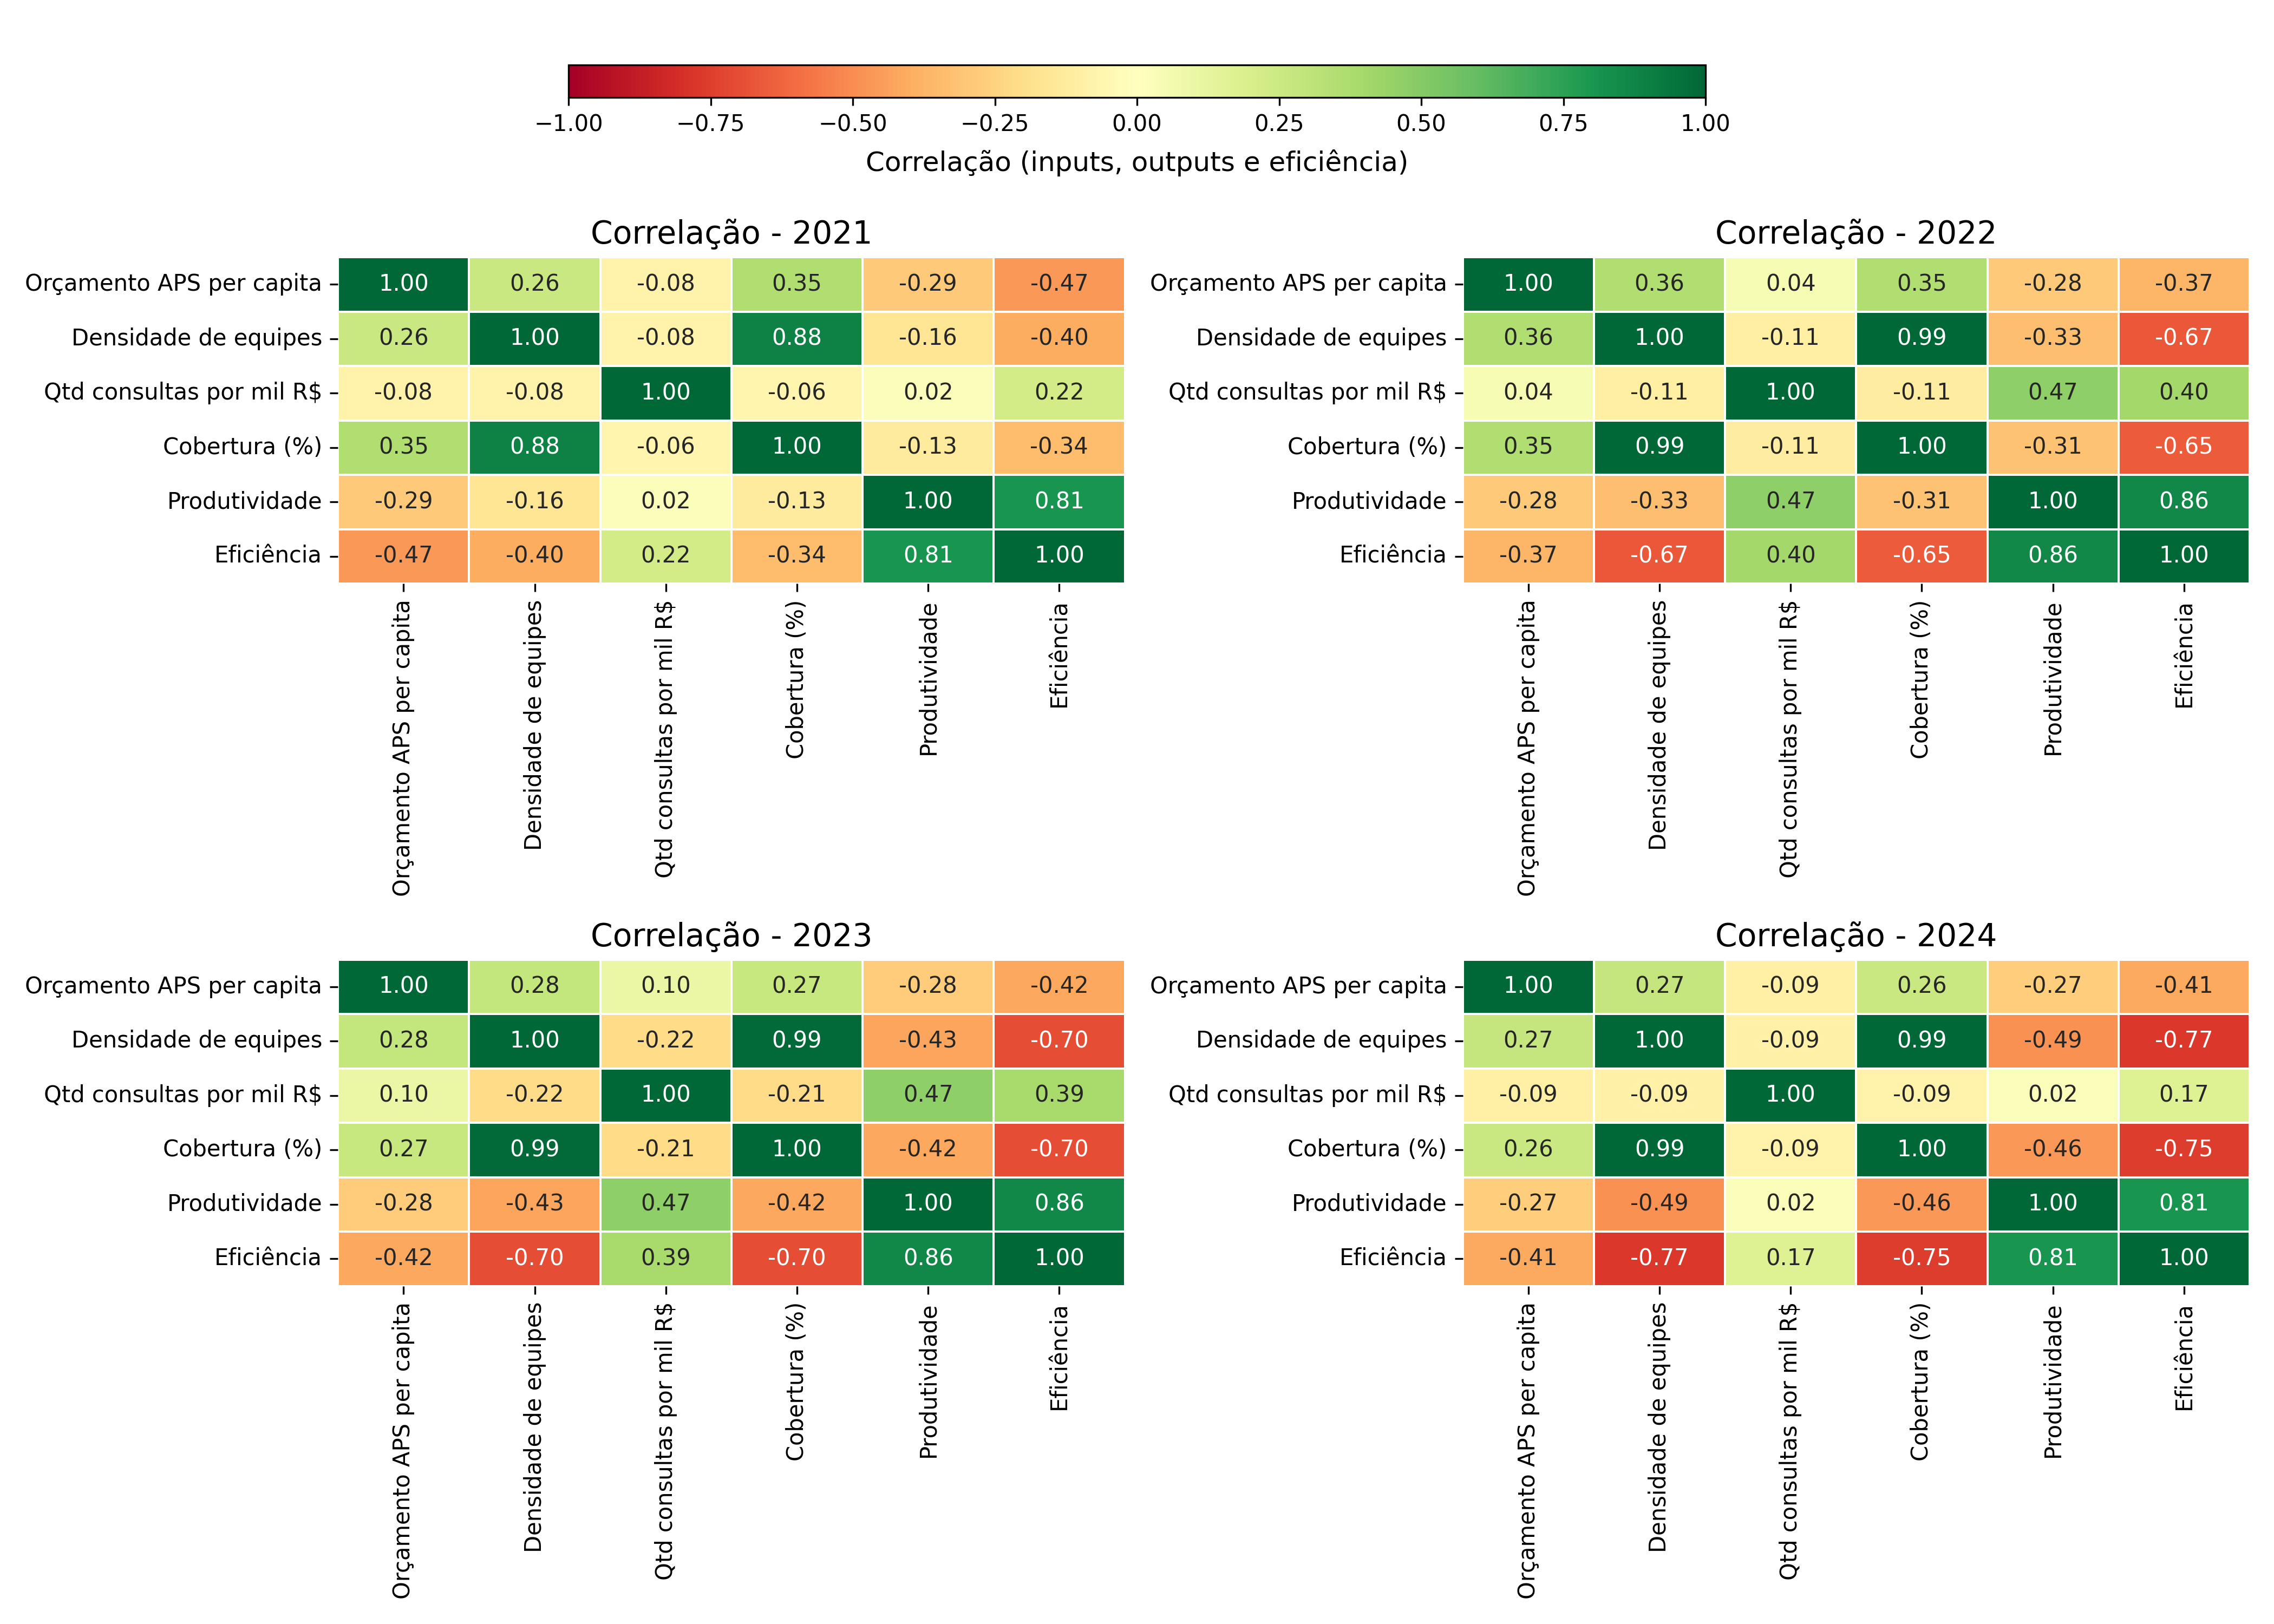 −1.00 −0.75 −0.50 −0.25 0.00 0.25 0.50 0.75 1.00
Correlação (inputs, outputs e eficiência)
Correlação - 2021
Orçamento APS per capita 1.00 0.26 -0.08 0.35 -0.29 -0.47
Densidade de equipes 0.26 1.00 -0.08 0.88 -0.16 -0.40
Qtd consultas por mil R$ -0.08 -0.08 1.00 -0.06 0.02 0.22
Cobertura (%) 0.35 0.88 -0.06 1.00 -0.13 -0.34
Produtividade -0.29 -0.16 0.02 -0.13 1.00 0.81
Eficiência -0.47 -0.40 0.22 -0.34 0.81 1.00
Orçamento APS per capita
Densidade de equipes
Qtd consultas por mil R$
Cobertura (%)
Produtividade
Eficiência
Correlação - 2022
Orçamento APS per capita 1.00 0.36 0.04 0.35 -0.28 -0.37
Densidade de equipes 0.36 1.00 -0.11 0.99 -0.33 -0.67
Qtd consultas por mil R$ 0.04 -0.11 1.00 -0.11 0.47 0.40
Cobertura (%) 0.35 0.99 -0.11 1.00 -0.31 -0.65
Produtividade -0.28 -0.33 0.47 -0.31 1.00 0.86
Eficiência -0.37 -0.67 0.40 -0.65 0.86 1.00
Orçamento APS per capita
Densidade de equipes
Qtd consultas por mil R$
Cobertura (%)
Produtividade
Eficiência
Correlação - 2023
Orçamento APS per capita 1.00 0.28 0.10 0.27 -0.28 -0.42
Densidade de equipes 0.28 1.00 -0.22 0.99 -0.43 -0.70
Qtd consultas por mil R$ 0.10 -0.22 1.00 -0.21 0.47 0.39
Cobertura (%) 0.27 0.99 -0.21 1.00 -0.42 -0.70
Produtividade -0.28 -0.43 0.47 -0.42 1.00 0.86
Eficiência -0.42 -0.70 0.39 -0.70 0.86 1.00
Orçamento APS per capita
Densidade de equipes
Qtd consultas por mil R$
Cobertura (%)
Produtividade
Eficiência
Correlação - 2024
Orçamento APS per capita 1.00 0.27 -0.09 0.26 -0.27 -0.41
Densidade de equipes 0.27 1.00 -0.09 0.99 -0.49 -0.77
Qtd consultas por mil R$ -0.09 -0.09 1.00 -0.09 0.02 0.17
Cobertura (%) 0.26 0.99 -0.09 1.00 -0.46 -0.75
Produtividade -0.27 -0.49 0.02 -0.46 1.00 0.81
Eficiência -0.41 -0.77 0.17 -0.75 0.81 1.00
Orçamento APS per capita
Densidade de equipes
Qtd consultas por mil R$
Cobertura (%)
Produtividade
Eficiência